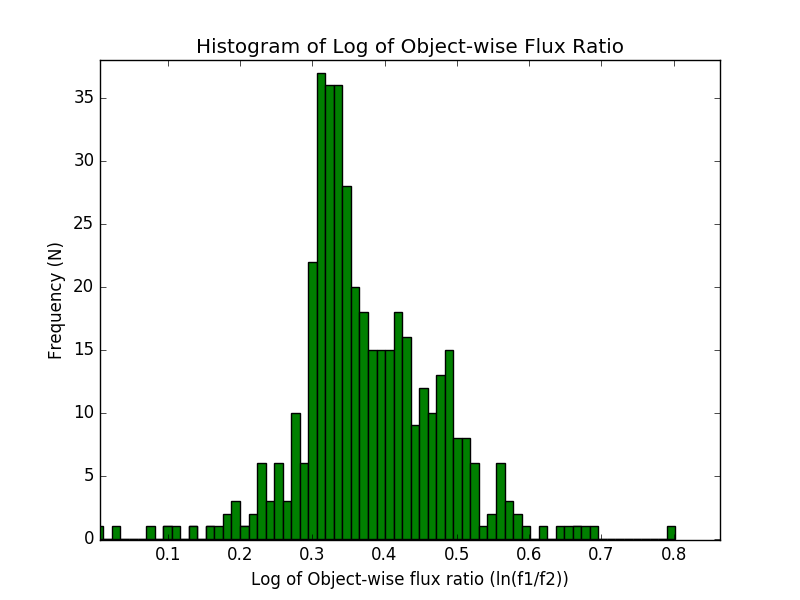 Histogram of Log of Object-wise Flux Ratio
Frequency (N)
35
30
25
20
15
10
5
0
0.1 0.2 0.3 0.4 0.5 0.6 0.7 0.8
Log of Object-wise flux ratio (ln(f1/f2))